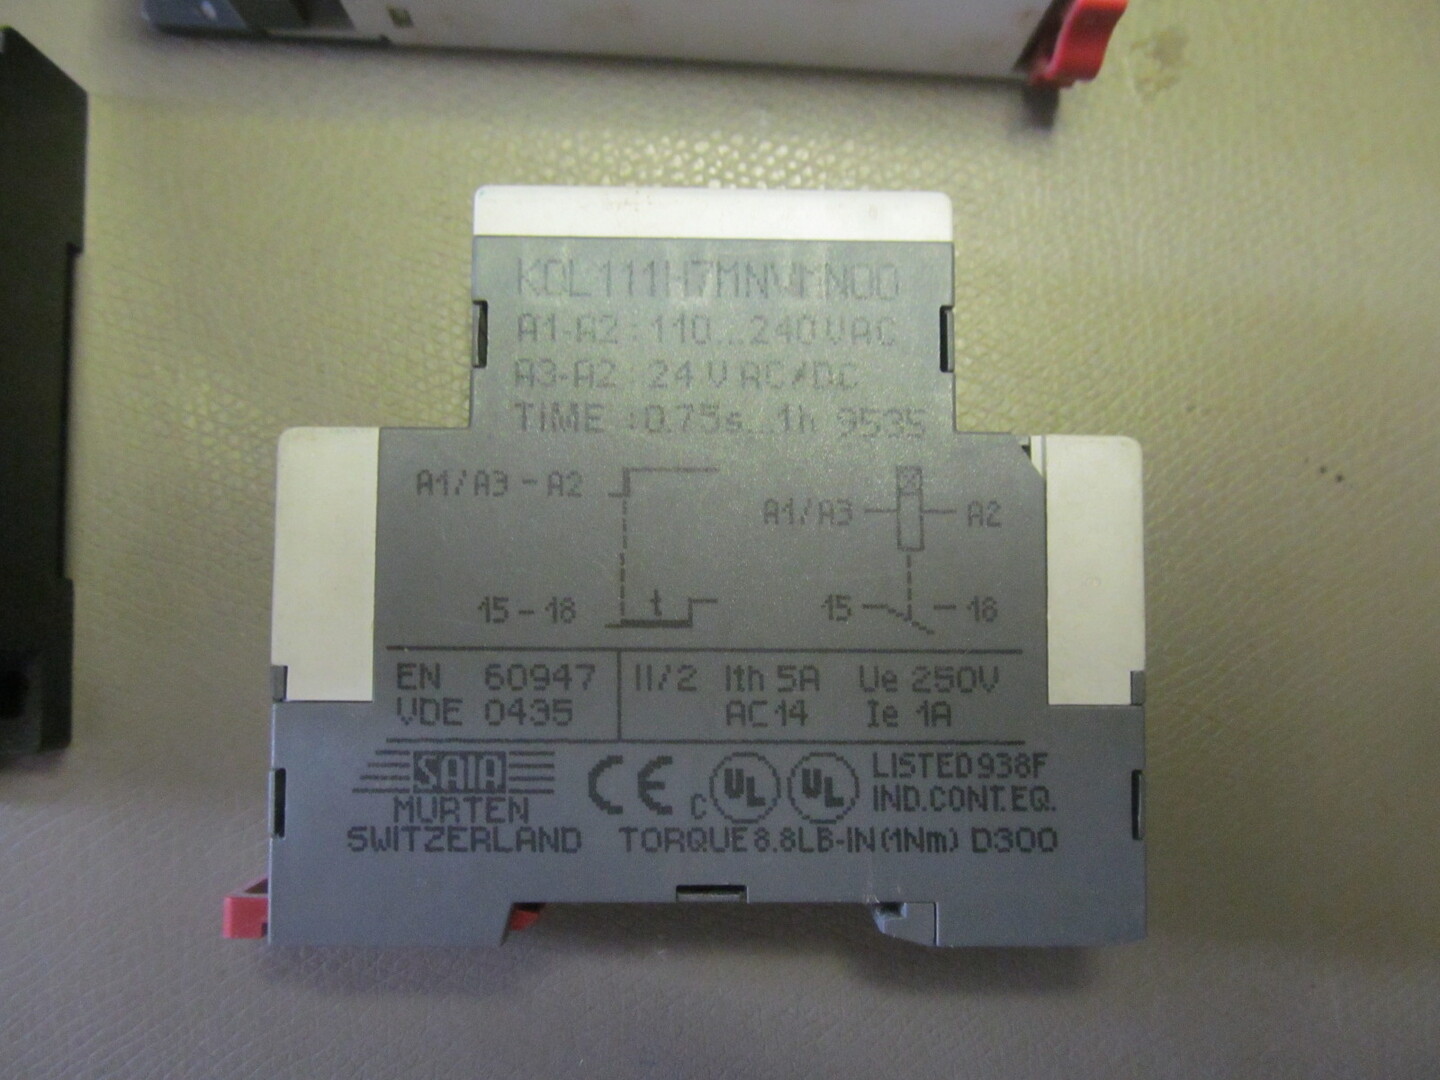 KOL111H7MNVMN00
A1-A2 : 110...240 VAC
A3-A2 : 24 V AC/DC
TIME : 0.75s...1h 9535
A1/A3 - A2
A1/A3 A2
15 - 18 t
15 - 18
EN 60947 II/2 Ith 5A Ue 250V
VDE 0435 AC14 Ie 1A
SAIA CE C UL UL LISTED 938F
MURTEN IND.CONT.EQ.
SWITZERLAND TORQUE 8.8LB-IN(1Nm) D300